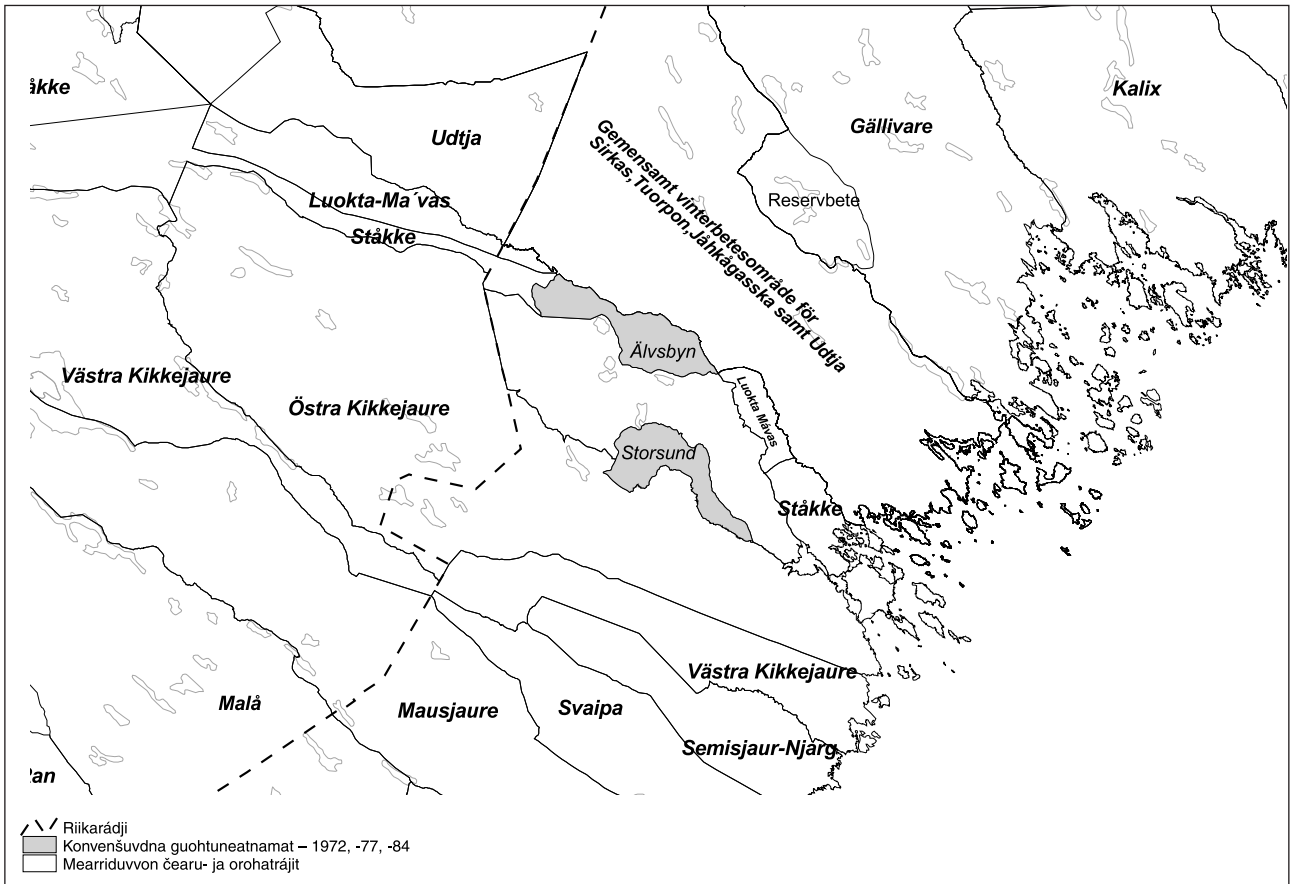 Kalix
åkke
Gällivare
Udtja
Gemensamt vinterbetesområde för
Sirkas, Tuorpon, Jåhkågasska samt Udtja
Reservbete
Luokta-Ma´vas
Ståkke
Älvsbyn
Västra Kikkejaure
Östra Kikkejaure
Luokta Mávas
Storsund
Ståkke
Västra Kikkejaure
Malå
Mausjaure
Svaipa
Semisjaur-Njarg
Riikarádji
Konvenšuvdna guohtuneatnamat – 1972, -77, -84
Mearriduvvon čearu- ja orohatrájit